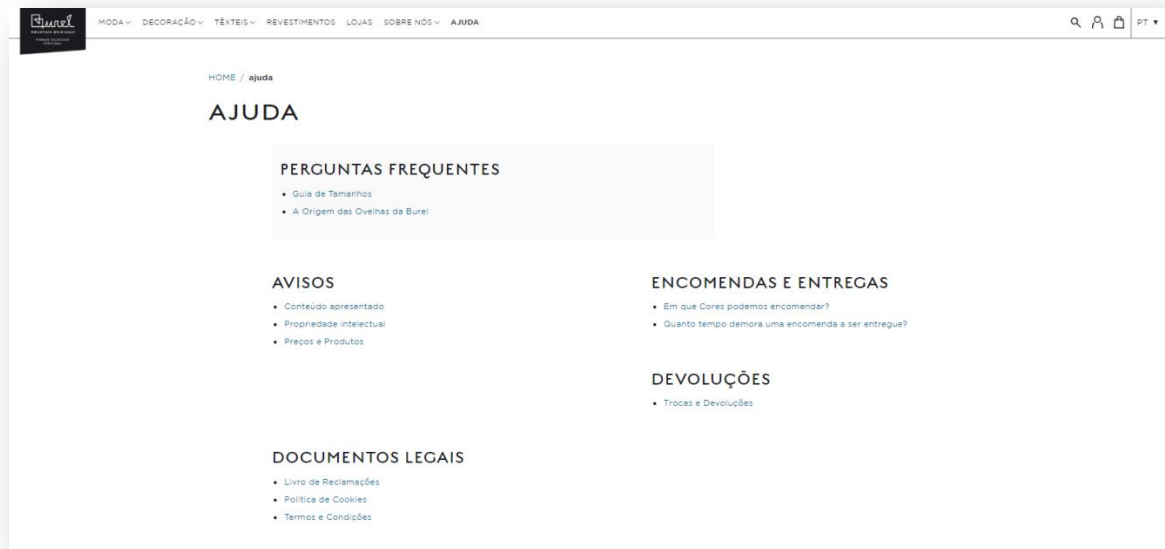 Burel
MODA DECORAÇÃO TÊXTEIS REVESTIMENTOS LOJAS SOBRE NÓS AJUDA
PT
HOME / ajuda
AJUDA
PERGUNTAS FREQUENTES
Guia de Tamanhos
A Origem das Ovelhas da Burel
AVISOS
Conteúdo apresentado
Propriedade intelectual
Preços e Produtos
ENCOMENDAS E ENTREGAS
Em que Cores podemos encomendar?
Quanto tempo demora uma encomenda a ser entregue?
DEVOLUÇÕES
Trocas e Devoluções
DOCUMENTOS LEGAIS
Livro de Reclamações
Política de Cookies
Termos e Condições